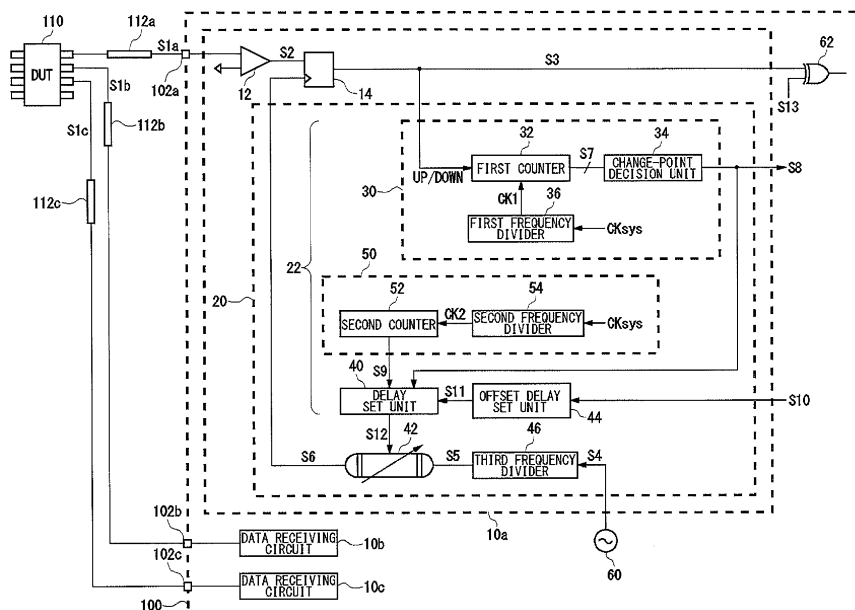 110
112a
S1a
DUT
S1b
S1c
112b
112c
102a
S2
12
14
S3
62
S13
32
34
FIRST COUNTER
S7
CHANGE-POINT
DECISION UNIT
S8
UP/DOWN
30
CK1
36
FIRST FREQUENCY
DIVIDER
CKsys
22
20
50
52
54
SECOND COUNTER
CK2
SECOND FREQUENCY
DIVIDER
CKsys
S9
40
DELAY
SET UNIT
S11
OFFSET DELAY
SET UNIT
44
S10
S12
42
46
S6
S5
THIRD FREQUENCY
DIVIDER
S4
10a
60
102b
DATA RECEIVING
CIRCUIT
10b
102c
DATA RECEIVING
CIRCUIT
10c
100